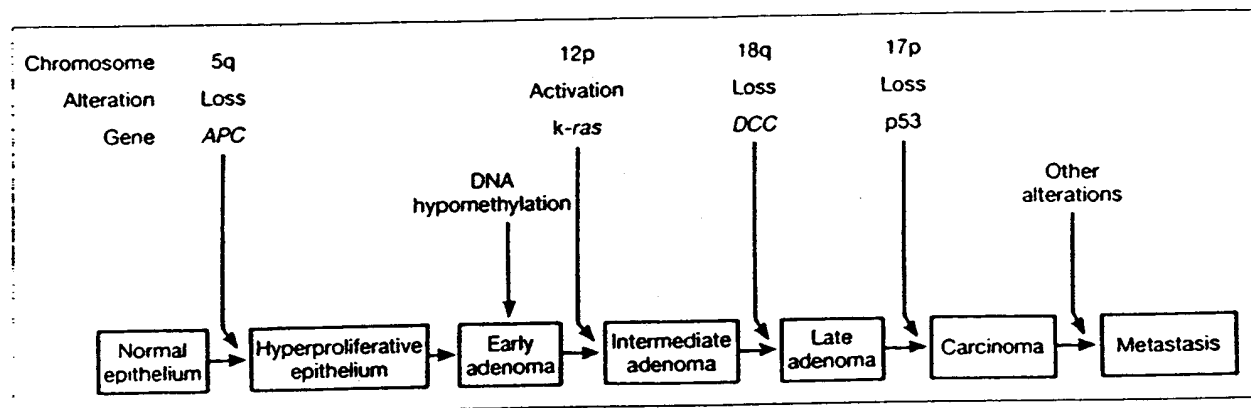 Chromosome 5q 12p 18q 17p
Alteration Loss Activation Loss Loss
Gene APC k-ras DCC p53
DNA
hypomethylation
Other
alterations
Normal
epithelium
Hyperproliferative
epithelium
Early
adenoma
Intermediate
adenoma
Late
adenoma
Carcinoma
Metastasis